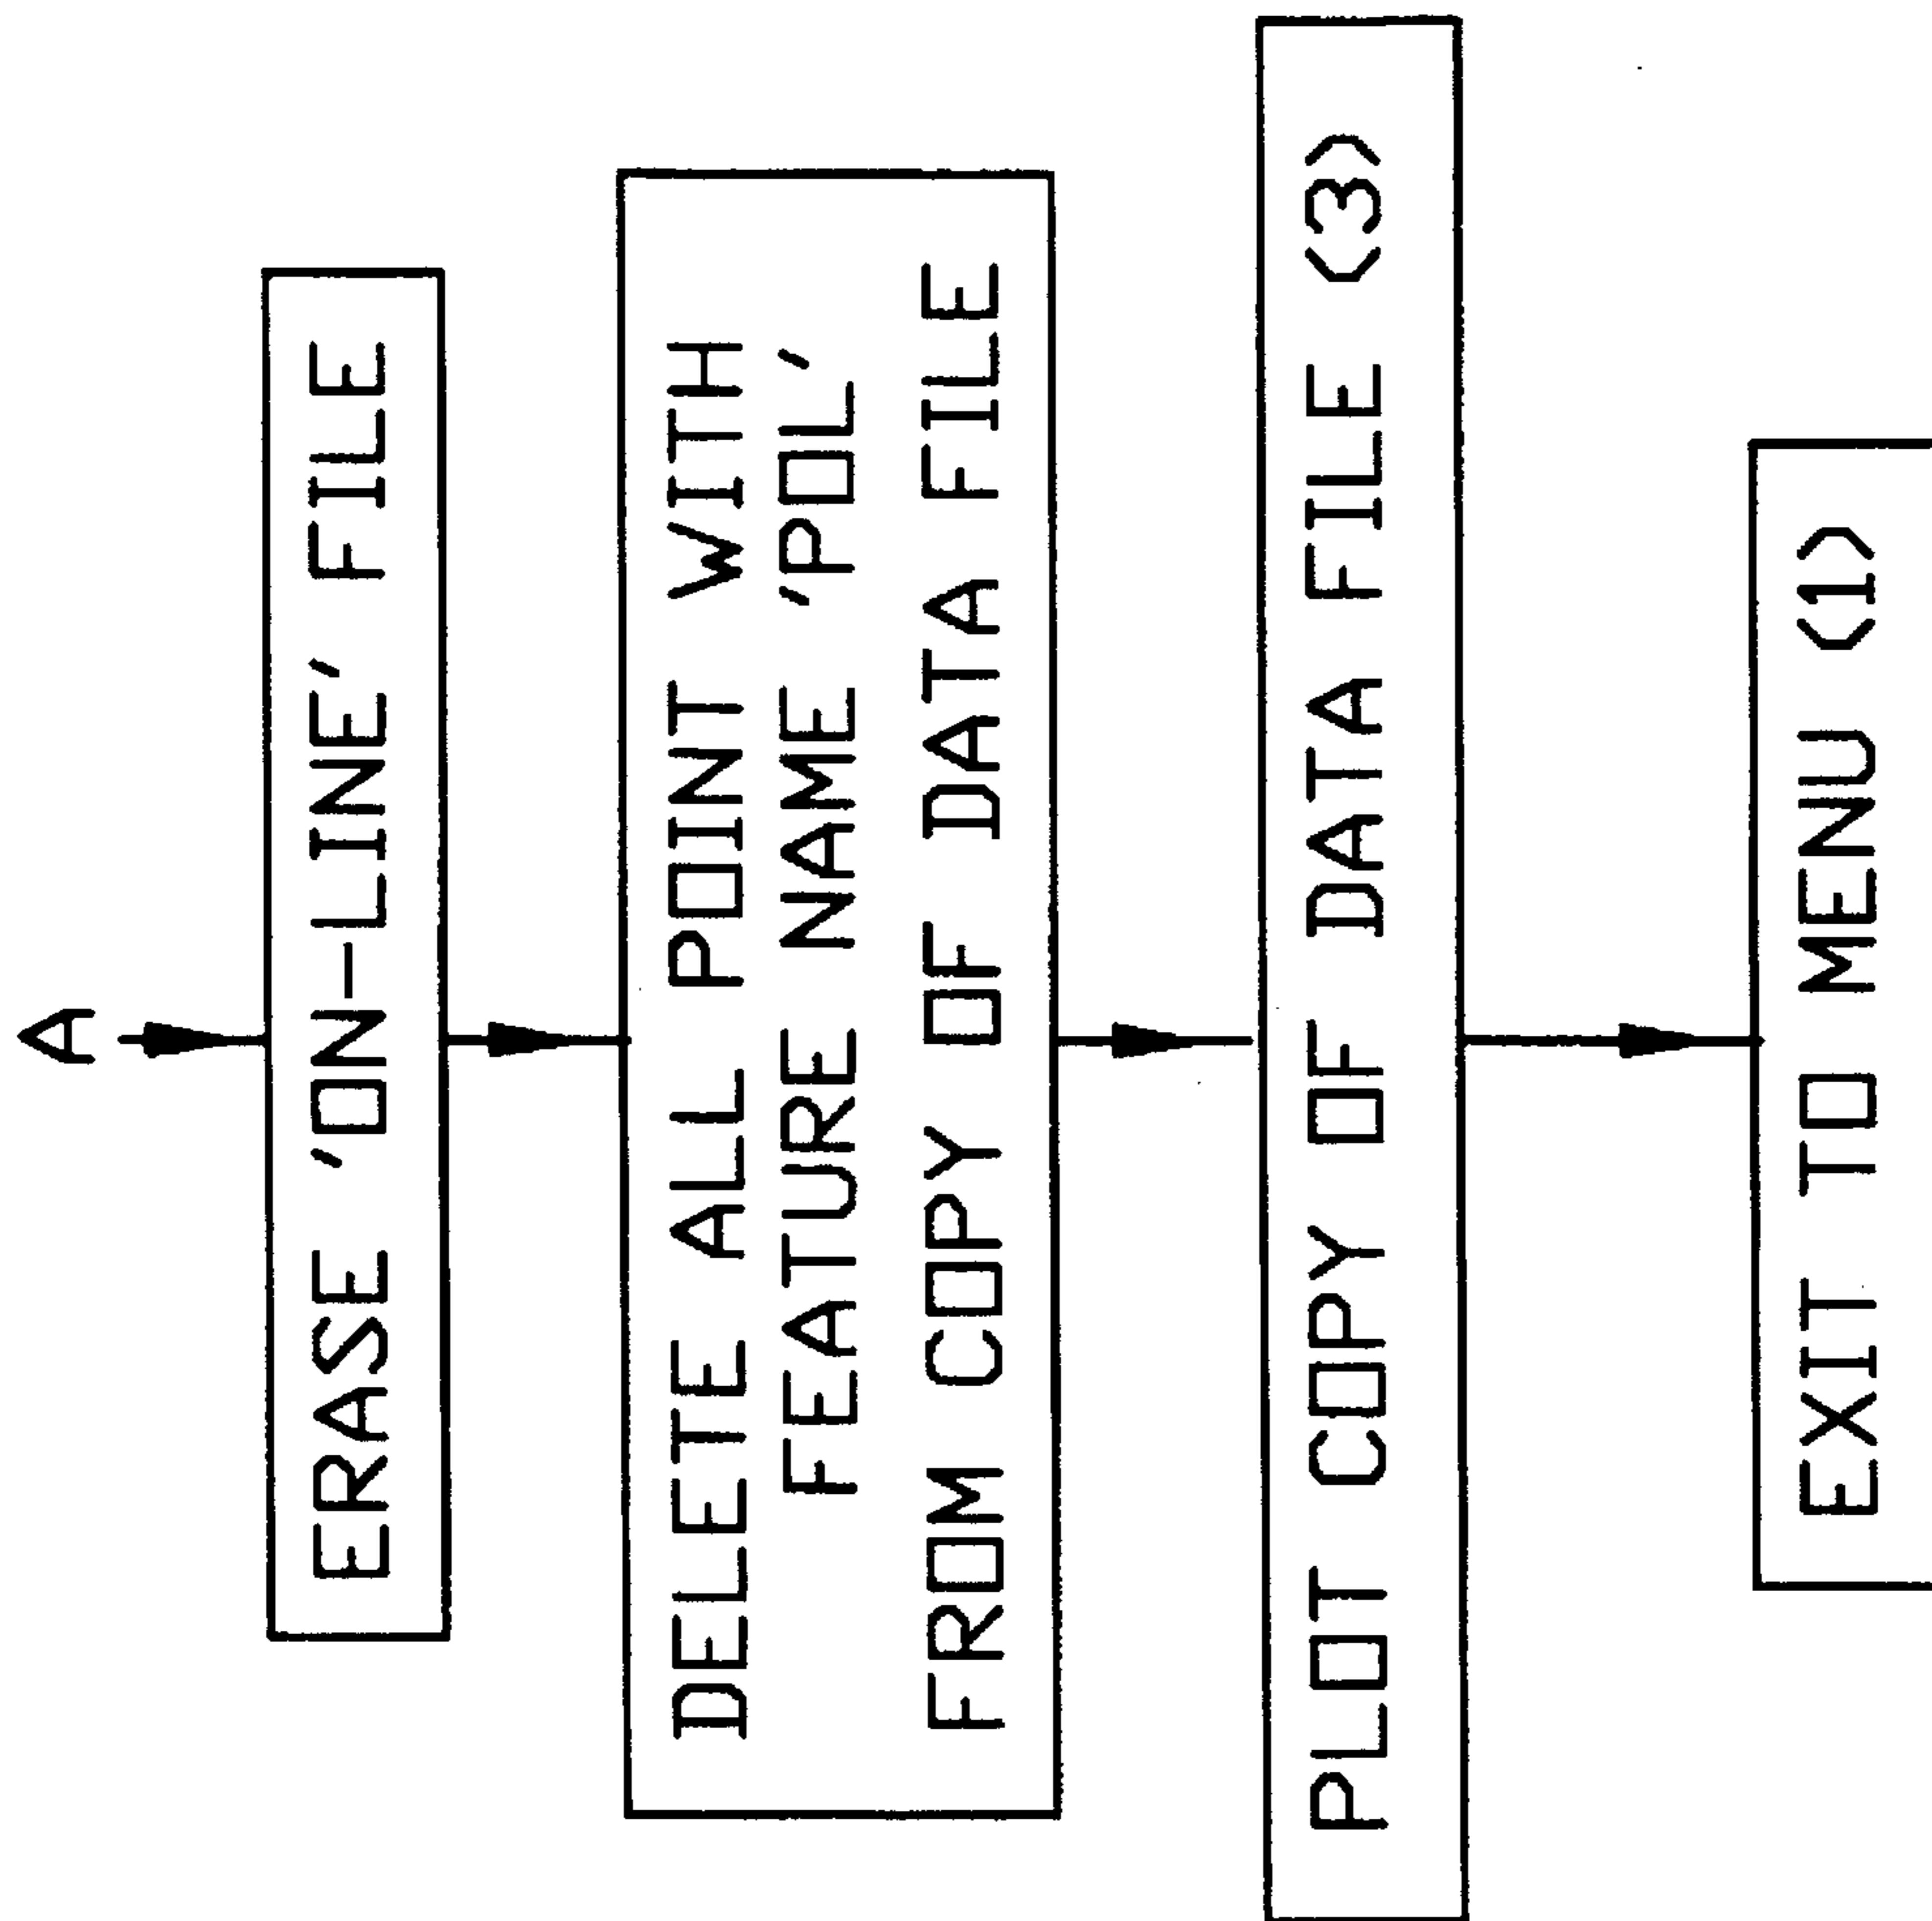 A
ERASE 'ON-LINE' FILE
DELETE ALL POINT WITH
FEATURE NAME 'POL'
FROM COPY OF DATA FILE
PLOT COPY OF DATA FILE (3)
EXIT TO MENU (1)